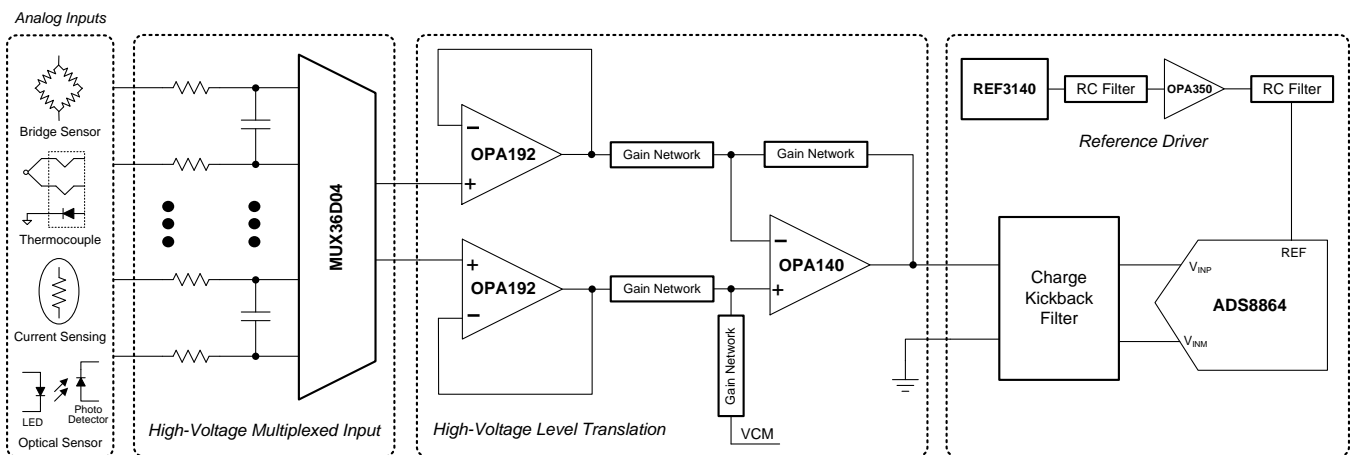 Analog Inputs
Bridge Sensor
Thermocouple
Current Sensing
LED
Photo
Detector
Optical Sensor
MUX36D04
High-Voltage Multiplexed Input
OPA192
OPA192
Gain Network
Gain Network
Gain Network
Gain Network
OPA140
VCM
High-Voltage Level Translation
REF3140
RC Filter
OPA350
RC Filter
Reference Driver
Charge
Kickback
Filter
REF
VINP
ADS8864
VINM